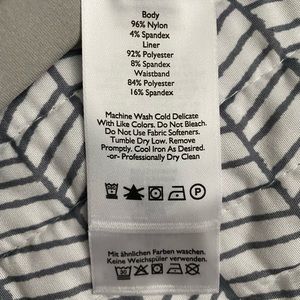 Body
96% Nylon
4% Spandex
Liner
92% Polyester
8% Spandex
Waistband
84% Polyester
16% Spandex
Machine Wash Cold Delicate
With Like Colors. Do Not Bleach.
Do Not Use Fabric Softeners.
Tumble Dry Low. Remove
Promptly. Cool Iron As Desired.
-or- Professionally Dry Clean
P
Mit ähnlichen Farben waschen.
Keine Weichspüler verwenden.
P